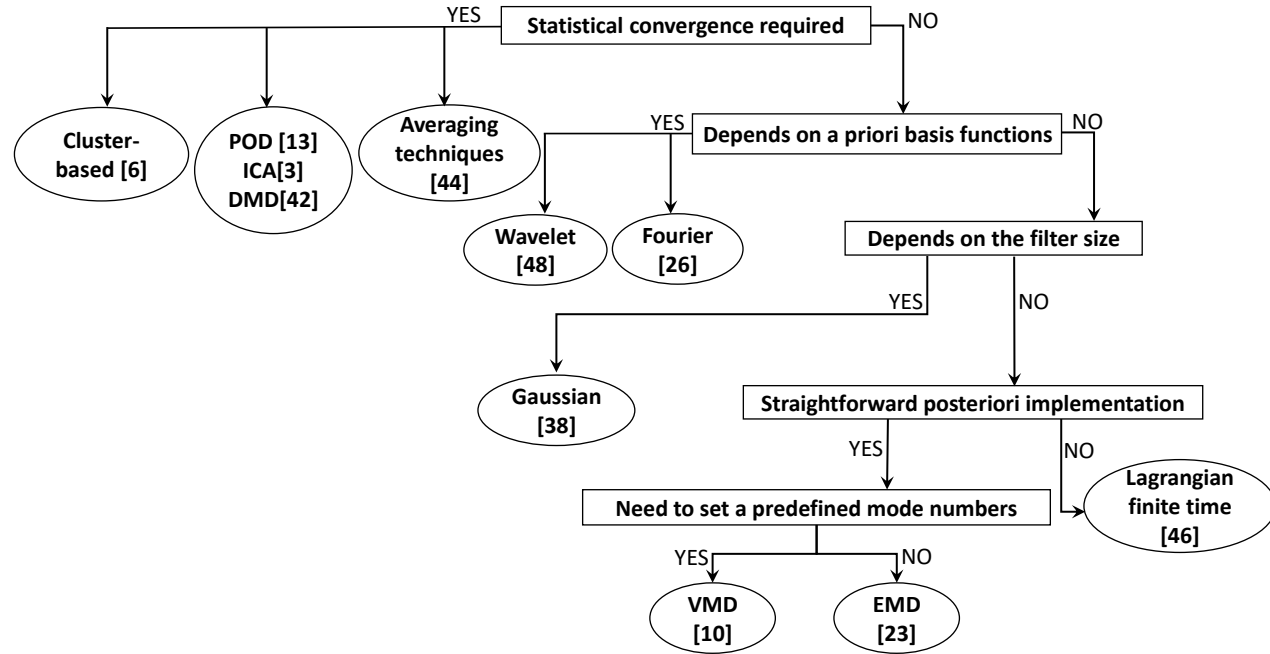 Statistical convergence required
YES
NO
Cluster-
based [6]
POD [13]
ICA[3]
DMD[42]
Averaging
techniques
[44]
Depends on a priori basis functions
YES
NO
Wavelet
[48]
Fourier
[26]
Depends on the filter size
YES
NO
Gaussian
[38]
Straightforward posteriori implementation
YES
NO
Lagrangian
finite time
[46]
Need to set a predefined mode numbers
YES
NO
VMD
[10]
EMD
[23]